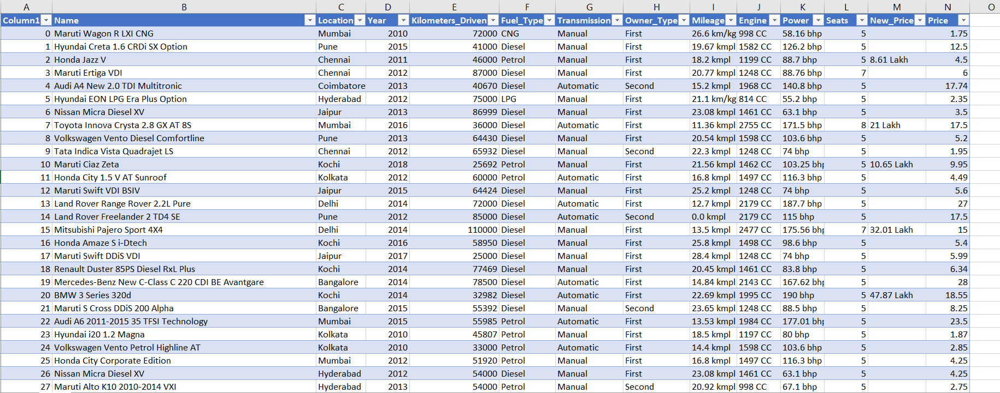 A B C D E F G H I J K L M N O
Column1 Name Location Year Kilometers_Driven Fuel_Type Transmission Owner_Type Mileage Engine Power Seats New_Price Price
0 Maruti Wagon R LXI CNG Mumbai 2010 72000 CNG Manual First 26.6 km/kg 998 CC 58.16 bhp 5 1.75
1 Hyundai Creta 1.6 CRDi SX Option Pune 2015 41000 Diesel Manual First 19.67 kmpl 1582 CC 126.2 bhp 5 12.5
2 Honda Jazz V Chennai 2011 46000 Petrol Manual First 18.2 kmpl 1199 CC 88.7 bhp 5 8.61 Lakh 4.5
3 Maruti Ertiga VDI Chennai 2012 87000 Diesel Manual First 20.77 kmpl 1248 CC 88.76 bhp 7 6
4 Audi A4 New 2.0 TDI Multitronic Coimbatore 2013 40670 Diesel Automatic Second 15.2 kmpl 1968 CC 140.8 bhp 5 17.74
5 Hyundai EON LPG Era Plus Option Hyderabad 2012 75000 LPG Manual First 21.1 km/kg 814 CC 55.2 bhp 5 2.35
6 Nissan Micra Diesel XV Jaipur 2013 86999 Diesel Manual First 23.08 kmpl 1461 CC 63.1 bhp 5 3.5
7 Toyota Innova Crysta 2.8 GX AT 8S Mumbai 2016 36000 Diesel Automatic First 11.36 kmpl 2755 CC 171.5 bhp 8 21 Lakh 17.5
8 Volkswagen Vento Diesel Comfortline Pune 2013 64430 Diesel Manual First 20.54 kmpl 1598 CC 103.6 bhp 5 5.2
9 Tata Indica Vista Quadrajet LS Chennai 2012 65932 Diesel Manual Second 22.3 kmpl 1248 CC 74 bhp 5 1.95
10 Maruti Ciaz Zeta Kochi 2018 25692 Petrol Manual First 21.56 kmpl 1462 CC 103.25 bhp 5 10.65 Lakh 9.95
11 Honda City 1.5 V AT Sunroof Kolkata 2012 60000 Petrol Automatic First 16.8 kmpl 1497 CC 116.3 bhp 5 4.49
12 Maruti Swift VDI BSIV Jaipur 2015 64424 Diesel Manual First 25.2 kmpl 1248 CC 74 bhp 5 5.6
13 Land Rover Range Rover 2.2L Pure Delhi 2014 72000 Diesel Automatic First 12.7 kmpl 2179 CC 187.7 bhp 5 27
14 Land Rover Freelander 2 TD4 SE Pune 2012 85000 Diesel Automatic Second 0.0 kmpl 2179 CC 115 bhp 5 17.5
15 Mitsubishi Pajero Sport 4X4 Delhi 2014 110000 Diesel Manual First 13.5 kmpl 2477 CC 175.56 bhp 7 32.01 Lakh 15
16 Honda Amaze S i-Dtech Kochi 2016 58950 Diesel Manual First 25.8 kmpl 1498 CC 98.6 bhp 5 5.4
17 Maruti Swift DDiS VDI Jaipur 2017 25000 Diesel Manual First 28.4 kmpl 1248 CC 74 bhp 5 5.99
18 Renault Duster 85PS Diesel RxL Plus Kochi 2014 77469 Diesel Manual First 20.45 kmpl 1461 CC 83.8 bhp 5 6.34
19 Mercedes-Benz New C-Class C 220 CDI BE Avantgare Bangalore 2014 78500 Diesel Automatic First 14.84 kmpl 2143 CC 167.62 bhp 5 28
20 BMW 3 Series 320d Kochi 2014 32982 Diesel Automatic First 22.69 kmpl 1995 CC 190 bhp 5 47.87 Lakh 18.55
21 Maruti S Cross DDiS 200 Alpha Bangalore 2015 55392 Diesel Manual Second 23.65 kmpl 1248 CC 88.5 bhp 5 8.25
22 Audi A6 2011-2015 35 TFSI Technology Mumbai 2015 55985 Petrol Automatic First 13.53 kmpl 1984 CC 177.01 bhp 5 23.5
23 Hyundai i20 1.2 Magna Kolkata 2010 45807 Petrol Manual First 18.5 kmpl 1197 CC 80 bhp 5 1.87
24 Volkswagen Vento Petrol Highline AT Kolkata 2010 33000 Petrol Automatic First 14.4 kmpl 1598 CC 103.6 bhp 5 2.85
25 Honda City Corporate Edition Mumbai 2012 51920 Petrol Manual First 16.8 kmpl 1497 CC 116.3 bhp 5 4.25
26 Nissan Micra Diesel XV Hyderabad 2012 54000 Diesel Manual First 23.08 kmpl 1461 CC 63.1 bhp 5 4.25
27 Maruti Alto K10 2010-2014 VXI Hyderabad 2013 54000 Petrol Manual Second 20.92 kmpl 998 CC 67.1 bhp 5 2.75